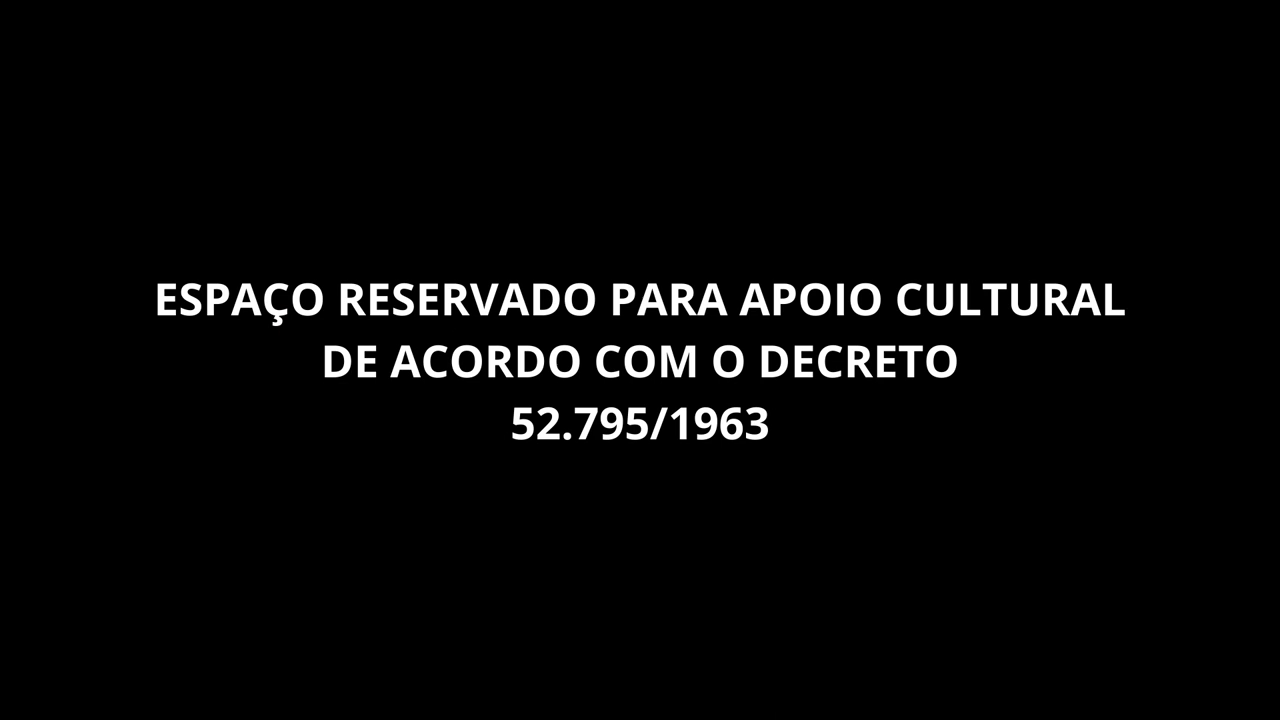 ESPAÇO RESERVADO PARA APOIO CULTURAL
DE ACORDO COM O DECRETO
52.795/1963